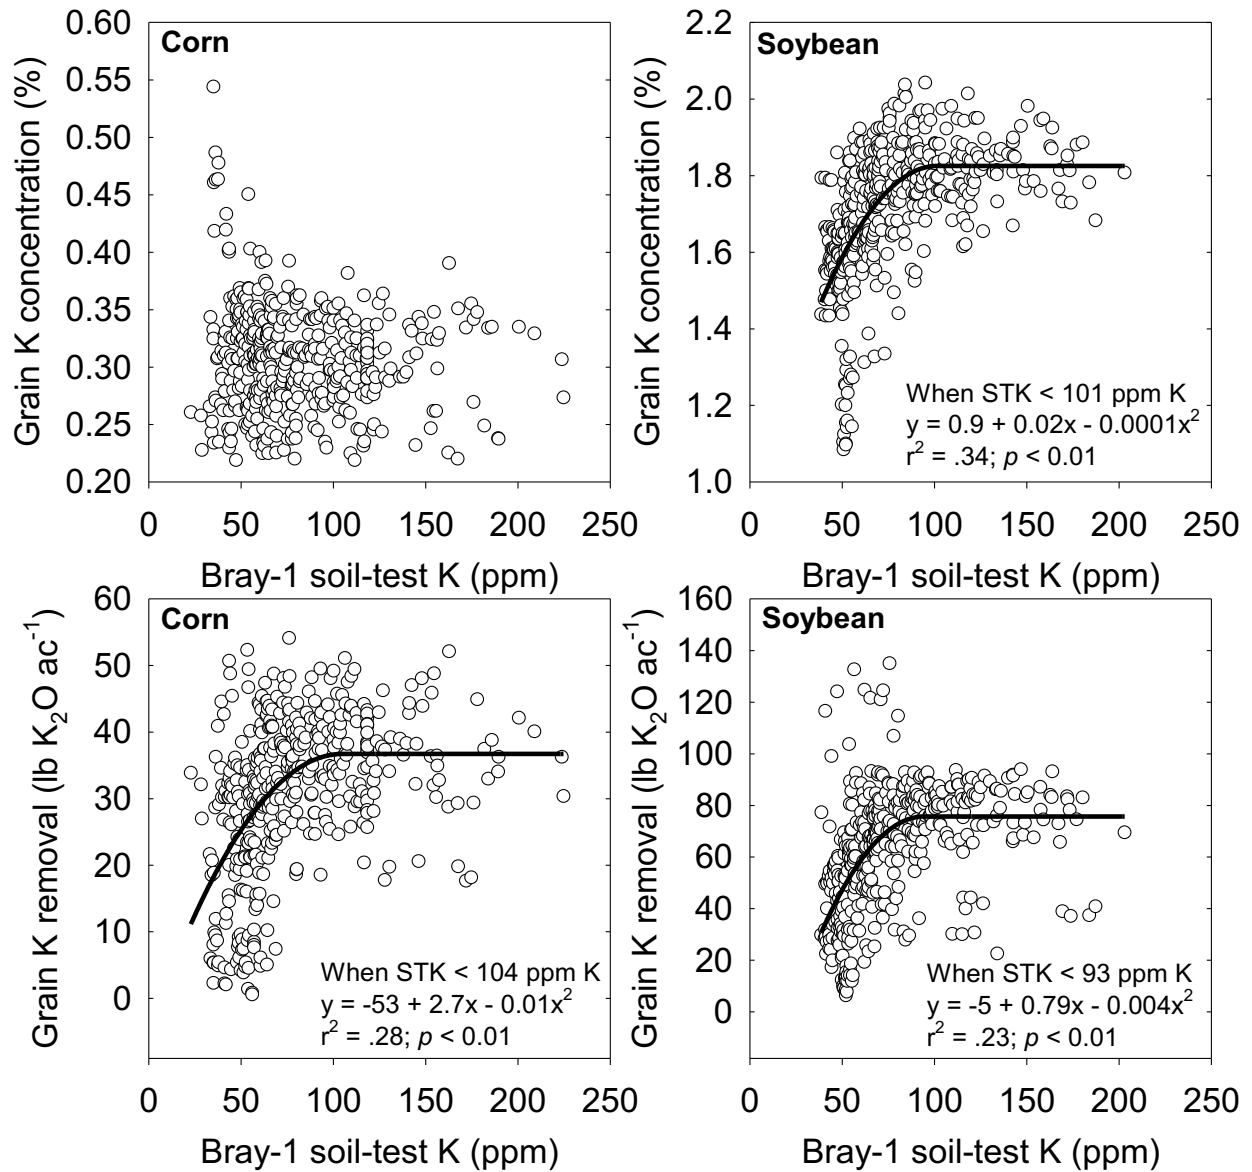 Corn
Grain K concentration (%)
0.60
0.55
0.50
0.45
0.40
0.35
0.30
0.25
0.20
0 50 100 150 200 250
Bray-1 soil-test K (ppm)
Soybean
Grain K concentration (%)
2.2
2.0
1.8
1.6
1.4
1.2
1.0
When STK < 101 ppm K
y = 0.9 + 0.02x - 0.0001x²
r² = .34; p < 0.01
0 50 100 150 200 250
Bray-1 soil-test K (ppm)
Corn
Grain K removal (lb K₂O ac⁻¹)
60
50
40
30
20
10
0
When STK < 104 ppm K
y = -53 + 2.7x - 0.01x²
r² = .28; p < 0.01
0 50 100 150 200 250
Bray-1 soil-test K (ppm)
Soybean
Grain K removal (lb K₂O ac⁻¹)
160
140
120
100
80
60
40
20
0
When STK < 93 ppm K
y = -5 + 0.79x - 0.004x²
r² = .23; p < 0.01
0 50 100 150 200 250
Bray-1 soil-test K (ppm)